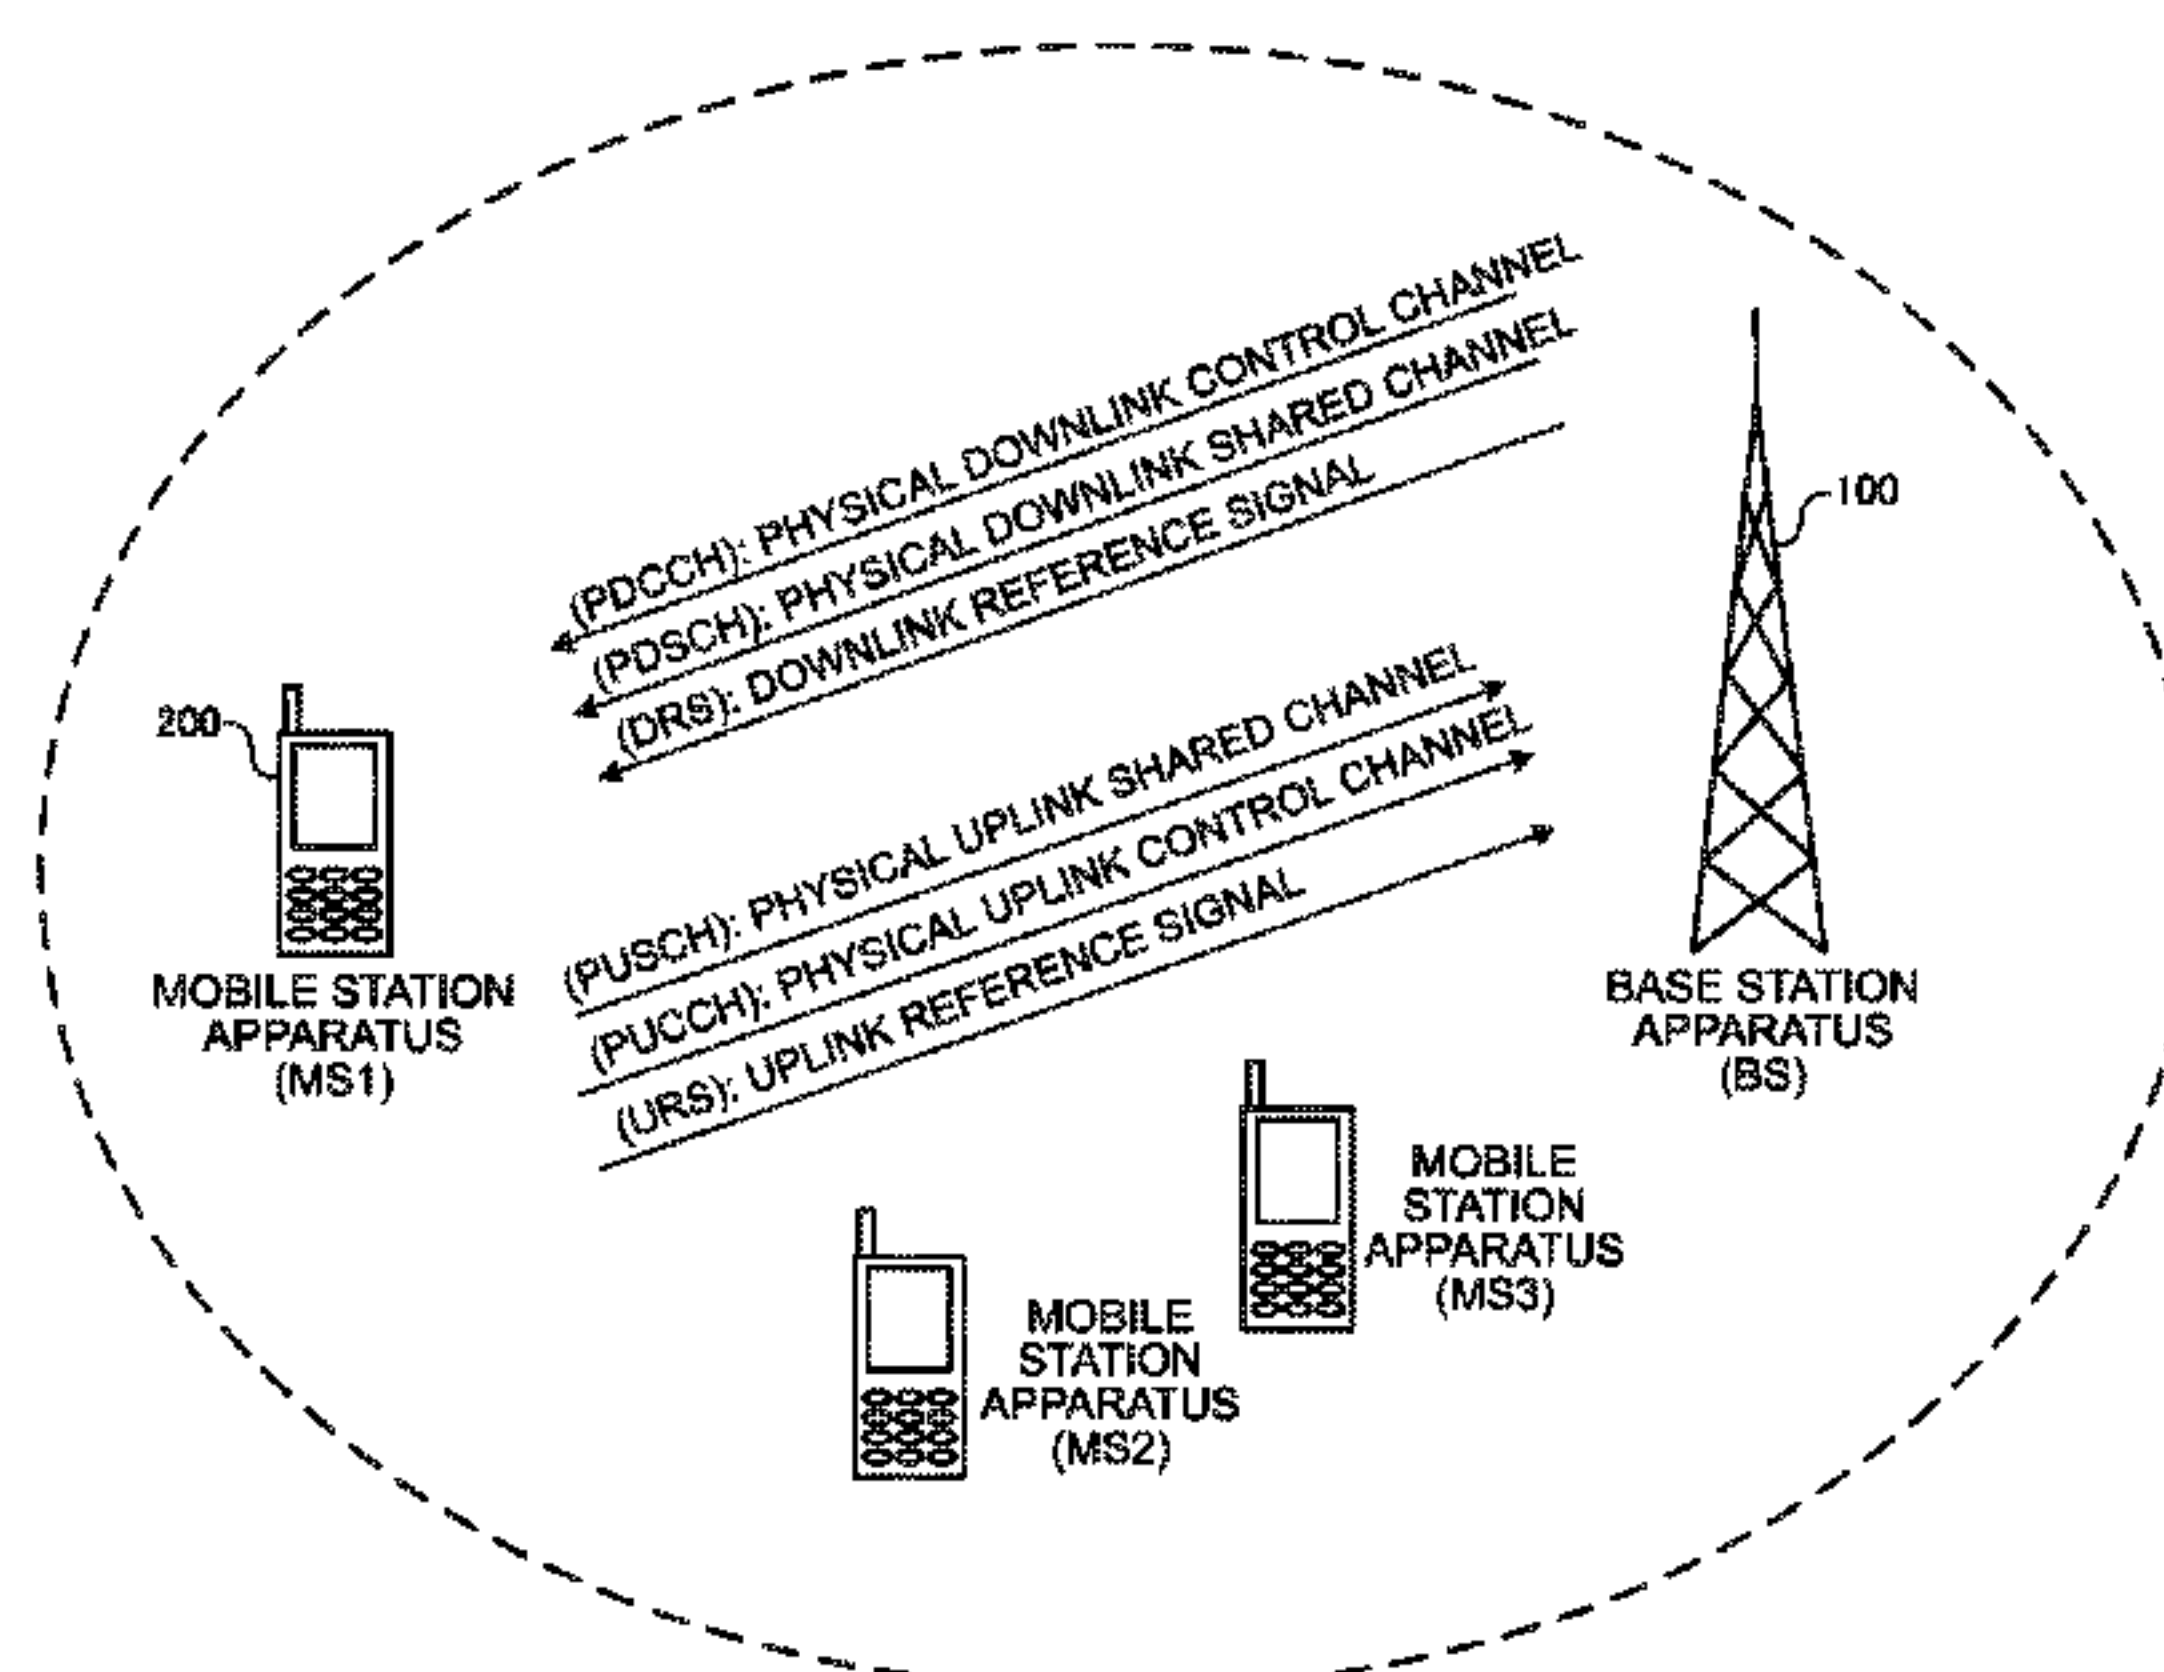 (PDCCH): PHYSICAL DOWNLINK CONTROL CHANNEL
(PDSCH): PHYSICAL DOWNLINK SHARED CHANNEL
(DRS): DOWNLINK REFERENCE SIGNAL
100
200
(PUSCH): PHYSICAL UPLINK SHARED CHANNEL
(PUCCH): PHYSICAL UPLINK CONTROL CHANNEL
(URS): UPLINK REFERENCE SIGNAL
MOBILE STATION
APPARATUS
(MS1)
BASE STATION
APPARATUS
(BS)
MOBILE
STATION
APPARATUS
(MS3)
MOBILE
STATION
APPARATUS
(MS2)